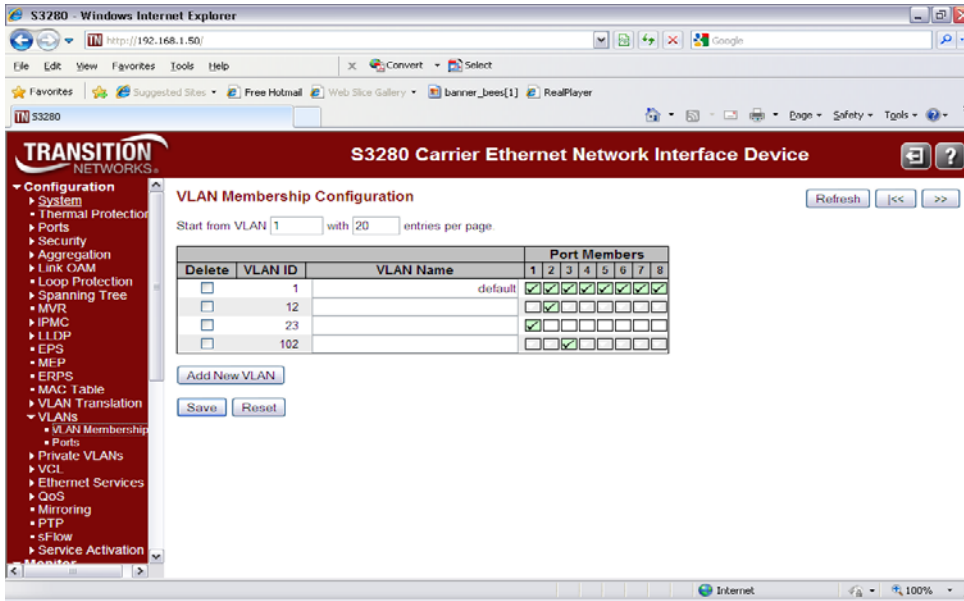 S3280 - Windows Internet Explorer
http://192.168.1.50/
Google
File Edit View Favorites Tools Help
x Convert Select
Favorites Suggested Sites Free Hotmail Web Slice Gallery banner_bees[1] RealPlayer
S3280
Page Safety Tools
TRANSITION NETWORKS®
S3280 Carrier Ethernet Network Interface Device
Configuration
System
Thermal Protection
Ports
Security
Aggregation
Link OAM
Loop Protection
Spanning Tree
MVR
IPMC
LLDP
EPS
MEP
ERPS
MAC Table
VLAN Translation
VLANs
VLAN Membership
Ports
Private VLANs
VCL
Ethernet Services
QoS
Mirroring
PTP
sFlow
Service Activation
Monitor
VLAN Membership Configuration
Refresh |<< >>
Start from VLAN 1 with 20 entries per page.
Port Members
Delete VLAN ID VLAN Name 1 2 3 4 5 6 7 8
1 default
12
23
102
Add New VLAN
Save Reset
Internet 100%